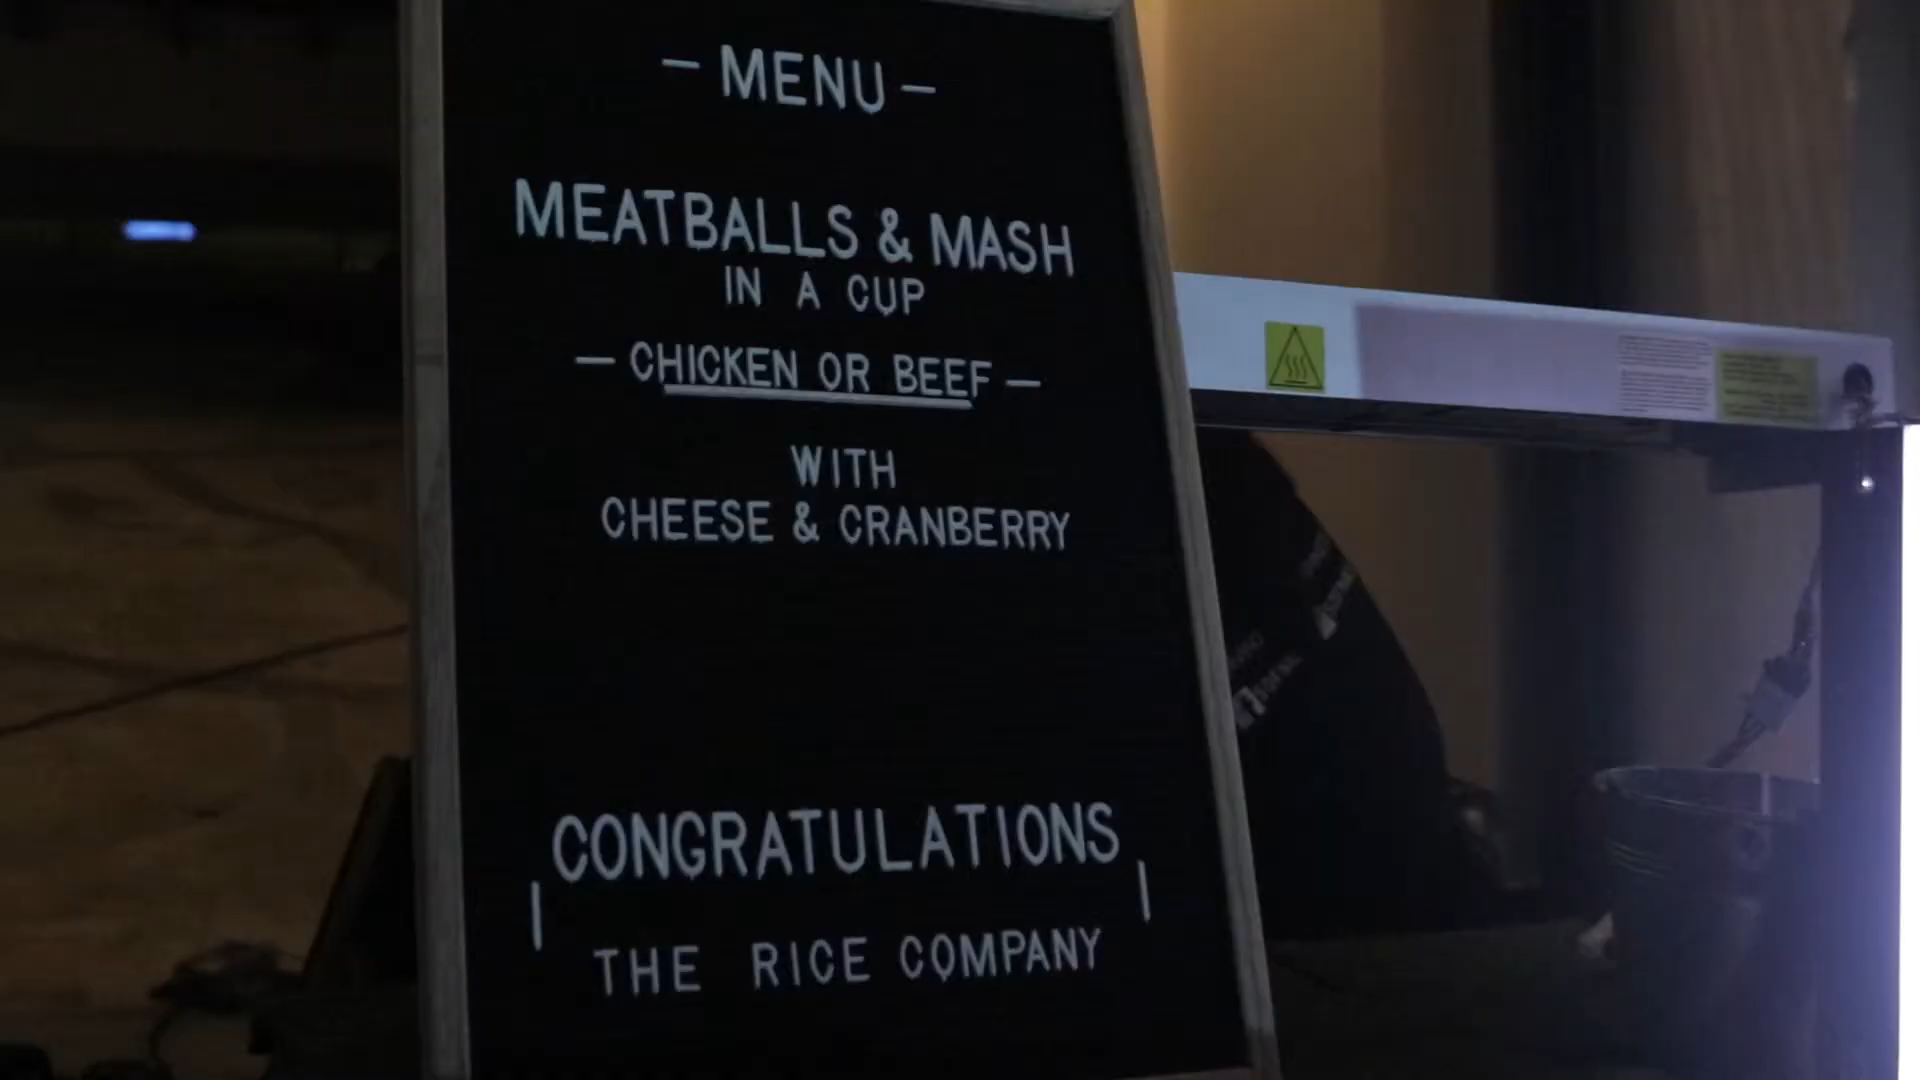 – MENU –
MEATBALLS & MASH
IN A CUP
– CHICKEN OR BEEF –
WITH
CHEESE & CRANBERRY
CONGRATULATIONS
THE RICE COMPANY